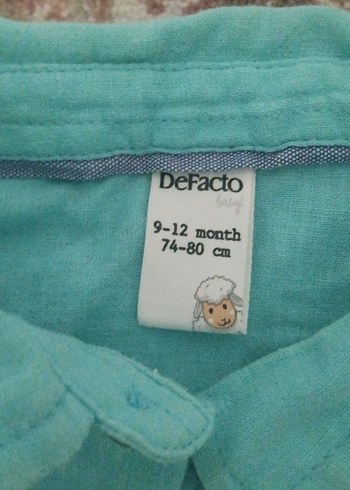 DeFacto
baby
9-12 month
74-80 cm